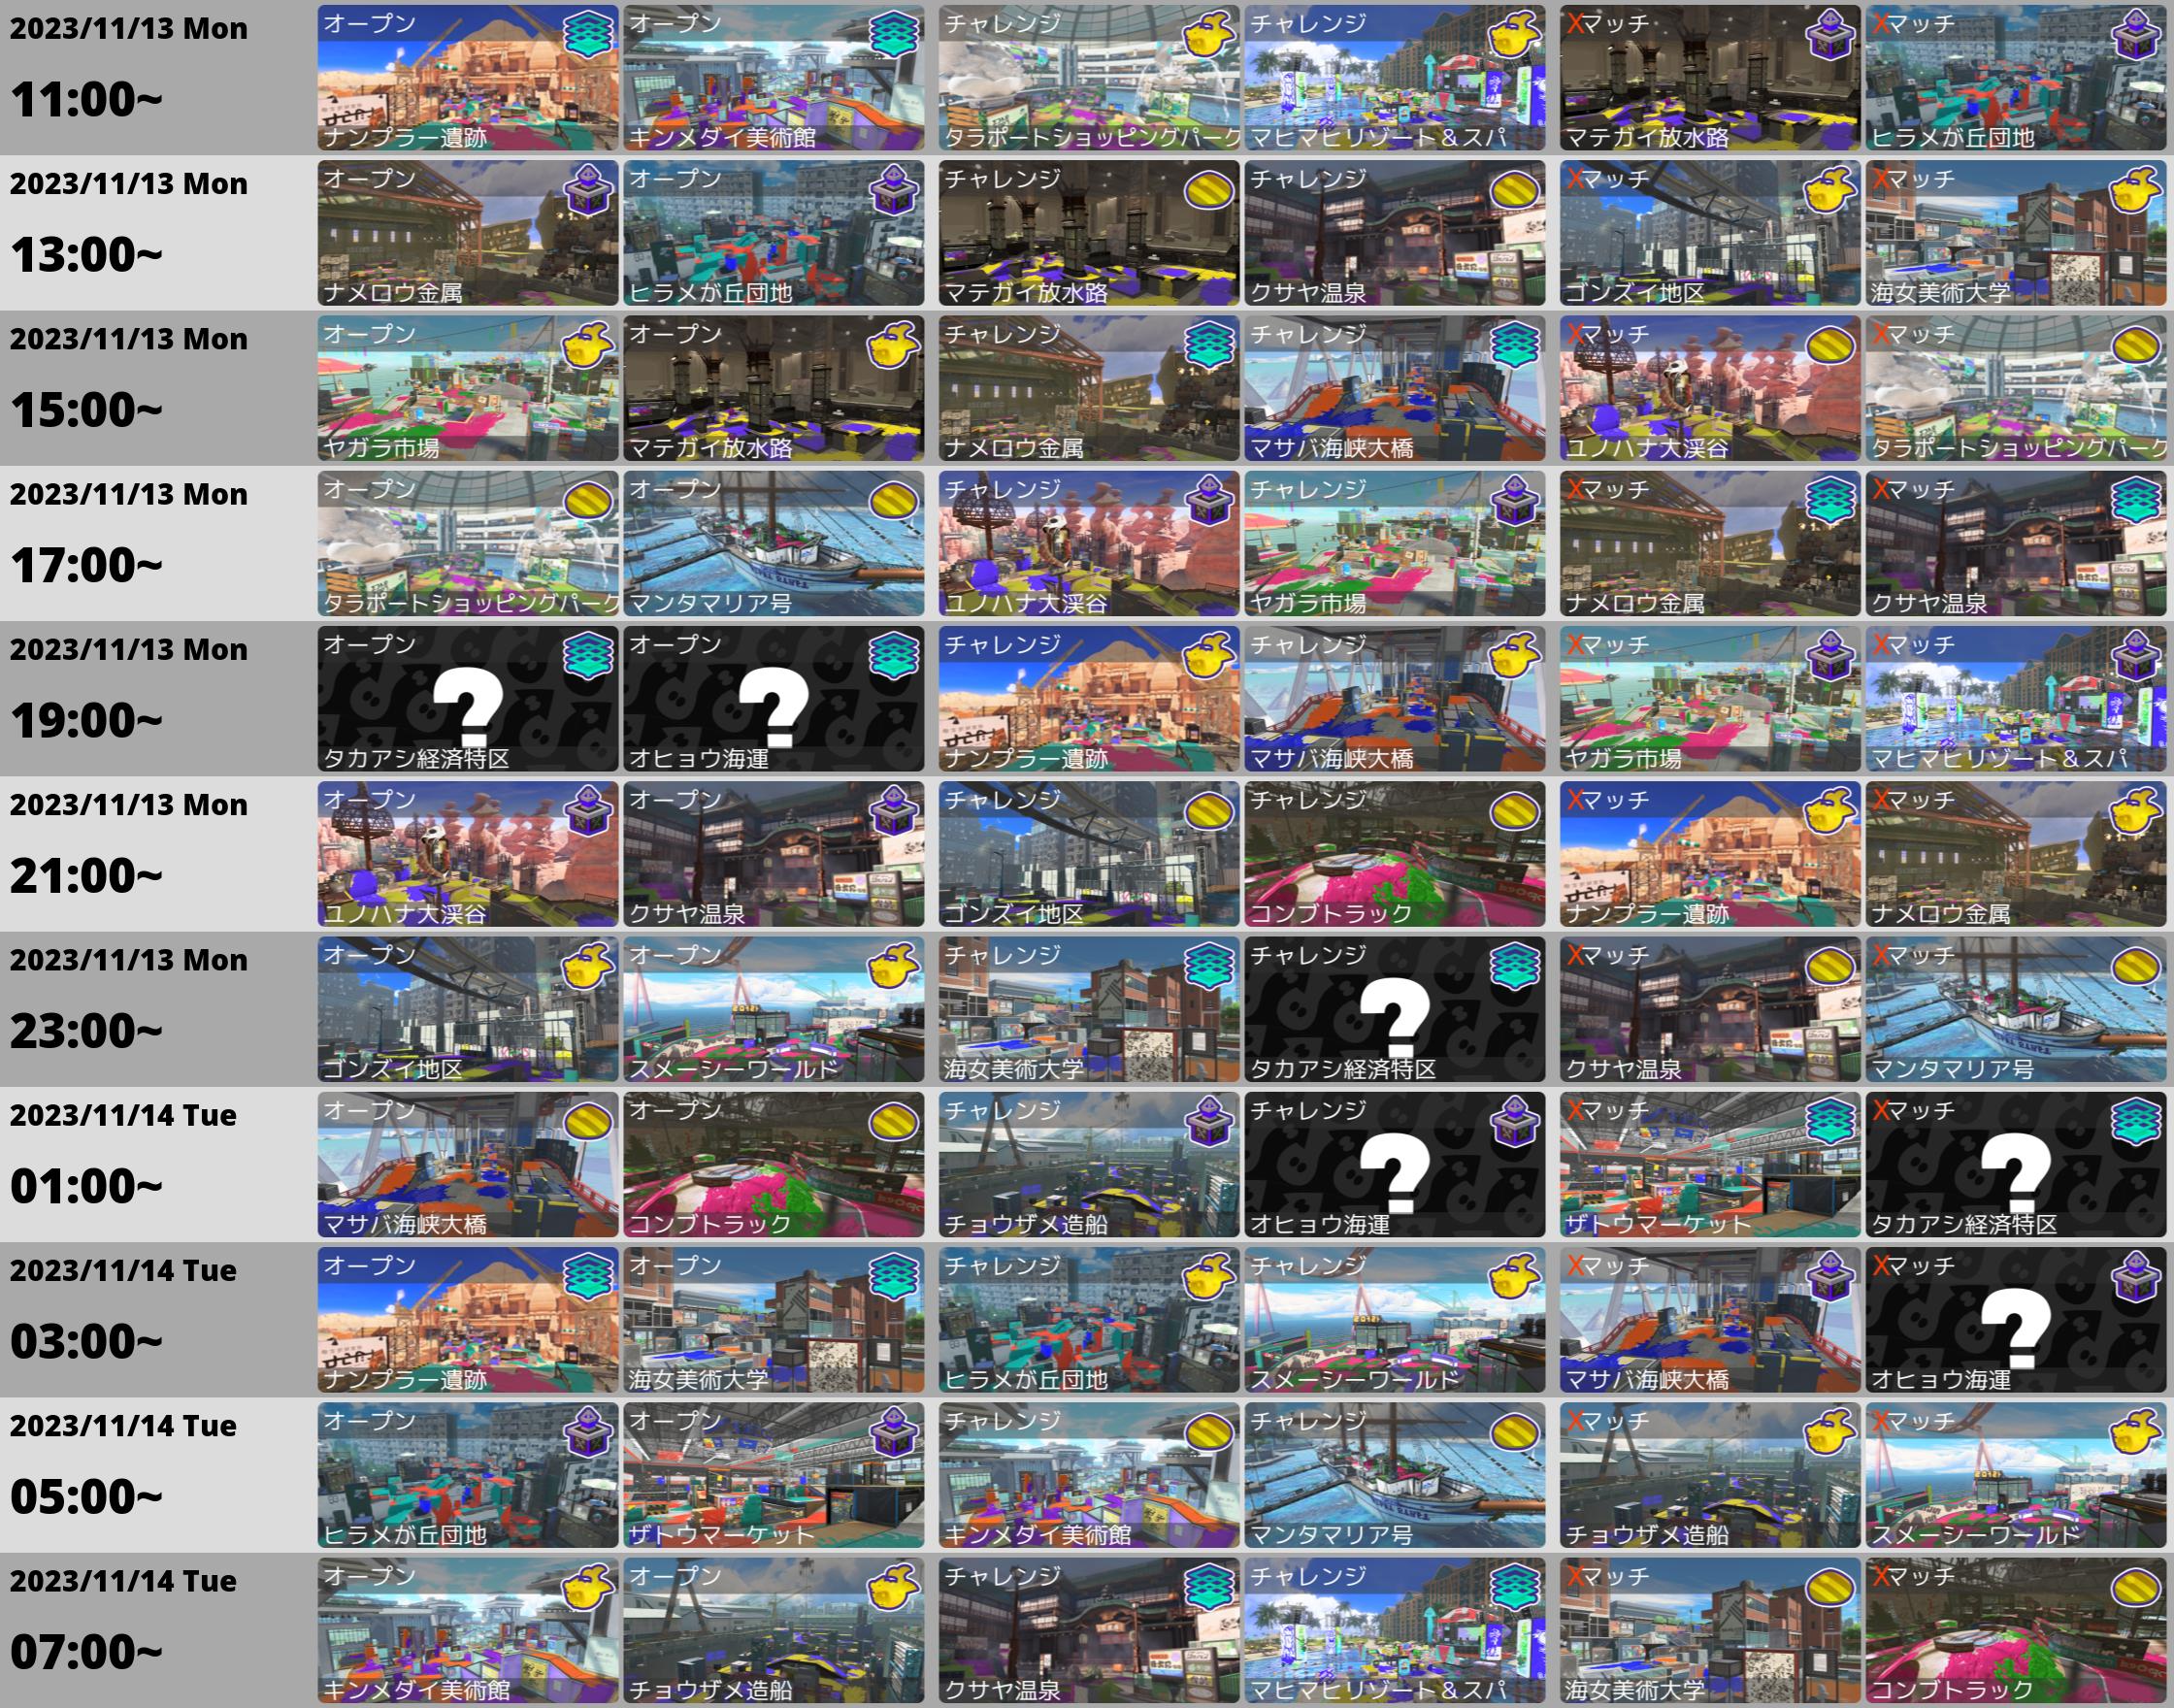 2023/11/13 Mon
11:00~
オープン
ナンプラー遺跡
オープン
キンメダイ美術館
チャレンジ
タラポートショッピングパーク
チャレンジ
マヒマヒリゾート＆スパ
Xマッチ
マテガイ放水路
Xマッチ
ヒラメが丘団地
2023/11/13 Mon
13:00~
オープン
ナメロウ金属
オープン
ヒラメが丘団地
チャレンジ
マテガイ放水路
チャレンジ
クサヤ温泉
Xマッチ
ゴンズイ地区
Xマッチ
海女美術大学
2023/11/13 Mon
15:00~
オープン
ヤガラ市場
オープン
マテガイ放水路
チャレンジ
ナメロウ金属
チャレンジ
マサバ海峡大橋
Xマッチ
ユノハナ大渓谷
Xマッチ
タラポートショッピングパーク
2023/11/13 Mon
17:00~
オープン
タラポートショッピングパーク
オープン
マンタマリア号
チャレンジ
ユノハナ大渓谷
チャレンジ
ヤガラ市場
Xマッチ
ナメロウ金属
Xマッチ
クサヤ温泉
2023/11/13 Mon
19:00~
オープン
?
タカアシ経済特区
オープン
?
オヒョウ海運
チャレンジ
ナンプラー遺跡
チャレンジ
マサバ海峡大橋
Xマッチ
ヤガラ市場
Xマッチ
マヒマヒリゾート＆スパ
2023/11/13 Mon
21:00~
オープン
ユノハナ大渓谷
オープン
クサヤ温泉
チャレンジ
ゴンズイ地区
チャレンジ
コンブトラック
Xマッチ
ナンプラー遺跡
Xマッチ
ナメロウ金属
2023/11/13 Mon
23:00~
オープン
ゴンズイ地区
オープン
スメーシーワールド
チャレンジ
海女美術大学
チャレンジ
?
タカアシ経済特区
Xマッチ
クサヤ温泉
Xマッチ
マンタマリア号
2023/11/14 Tue
01:00~
オープン
マサバ海峡大橋
オープン
コンブトラック
チャレンジ
チョウザメ造船
チャレンジ
?
オヒョウ海運
Xマッチ
ザトウマーケット
Xマッチ
?
タカアシ経済特区
2023/11/14 Tue
03:00~
オープン
ナンプラー遺跡
オープン
海女美術大学
チャレンジ
ヒラメが丘団地
チャレンジ
スメーシーワールド
Xマッチ
マサバ海峡大橋
Xマッチ
?
オヒョウ海運
2023/11/14 Tue
05:00~
オープン
ヒラメが丘団地
オープン
ザトウマーケット
チャレンジ
キンメダイ美術館
チャレンジ
マンタマリア号
Xマッチ
チョウザメ造船
Xマッチ
スメーシーワールド
2023/11/14 Tue
07:00~
オープン
キンメダイ美術館
オープン
チョウザメ造船
チャレンジ
クサヤ温泉
チャレンジ
マヒマヒリゾート＆スパ
Xマッチ
海女美術大学
Xマッチ
コンブトラック